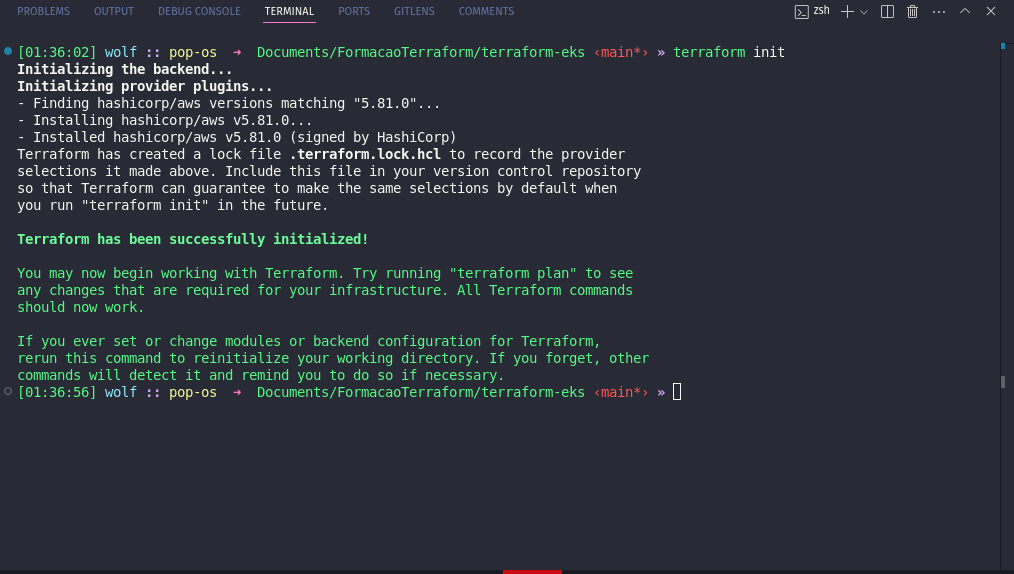 PROBLEMS OUTPUT DEBUG CONSOLE TERMINAL PORTS GITLENS COMMENTS zsh
[01:36:02] wolf :: pop-os ➜ Documents/FormacaoTerraform/terraform-eks ‹main*› » terraform init
Initializing the backend...
Initializing provider plugins...
- Finding hashicorp/aws versions matching "5.81.0"...
- Installing hashicorp/aws v5.81.0...
- Installed hashicorp/aws v5.81.0 (signed by HashiCorp)
Terraform has created a lock file .terraform.lock.hcl to record the provider
selections it made above. Include this file in your version control repository
so that Terraform can guarantee to make the same selections by default when
you run "terraform init" in the future.
Terraform has been successfully initialized!
You may now begin working with Terraform. Try running "terraform plan" to see
any changes that are required for your infrastructure. All Terraform commands
should now work.
If you ever set or change modules or backend configuration for Terraform,
rerun this command to reinitialize your working directory. If you forget, other
commands will detect it and remind you to do so if necessary.
[01:36:56] wolf :: pop-os ➜ Documents/FormacaoTerraform/terraform-eks ‹main*› »